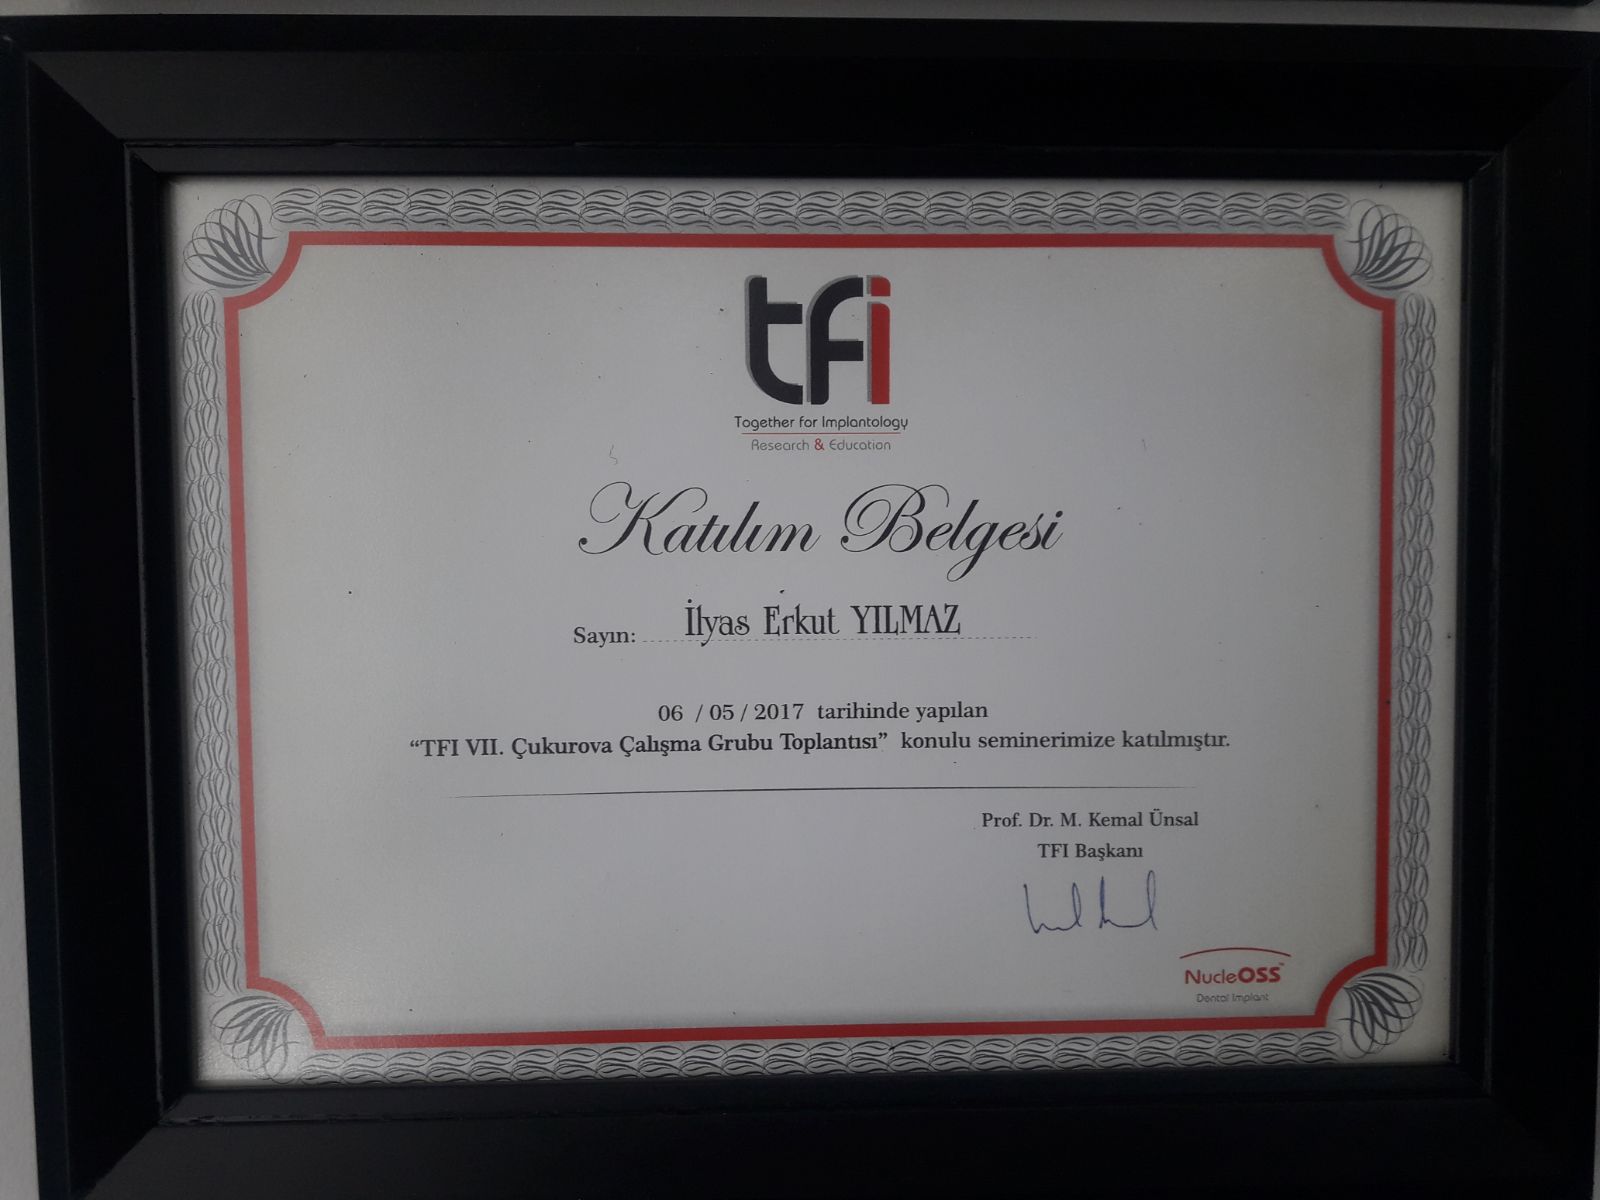 tfi
Together for Implantology
Research & Education
Katılım Belgesi
Sayın: İlyas Erkut YILMAZ
06 / 05 / 2017 tarihinde yapılan
“TFI VII. Çukurova Çalışma Grubu Toplantısı” konulu seminerimize katılmıştır.
Prof. Dr. M. Kemal Ünsal
TFI Başkanı
NucleOSS™
Dental Implant